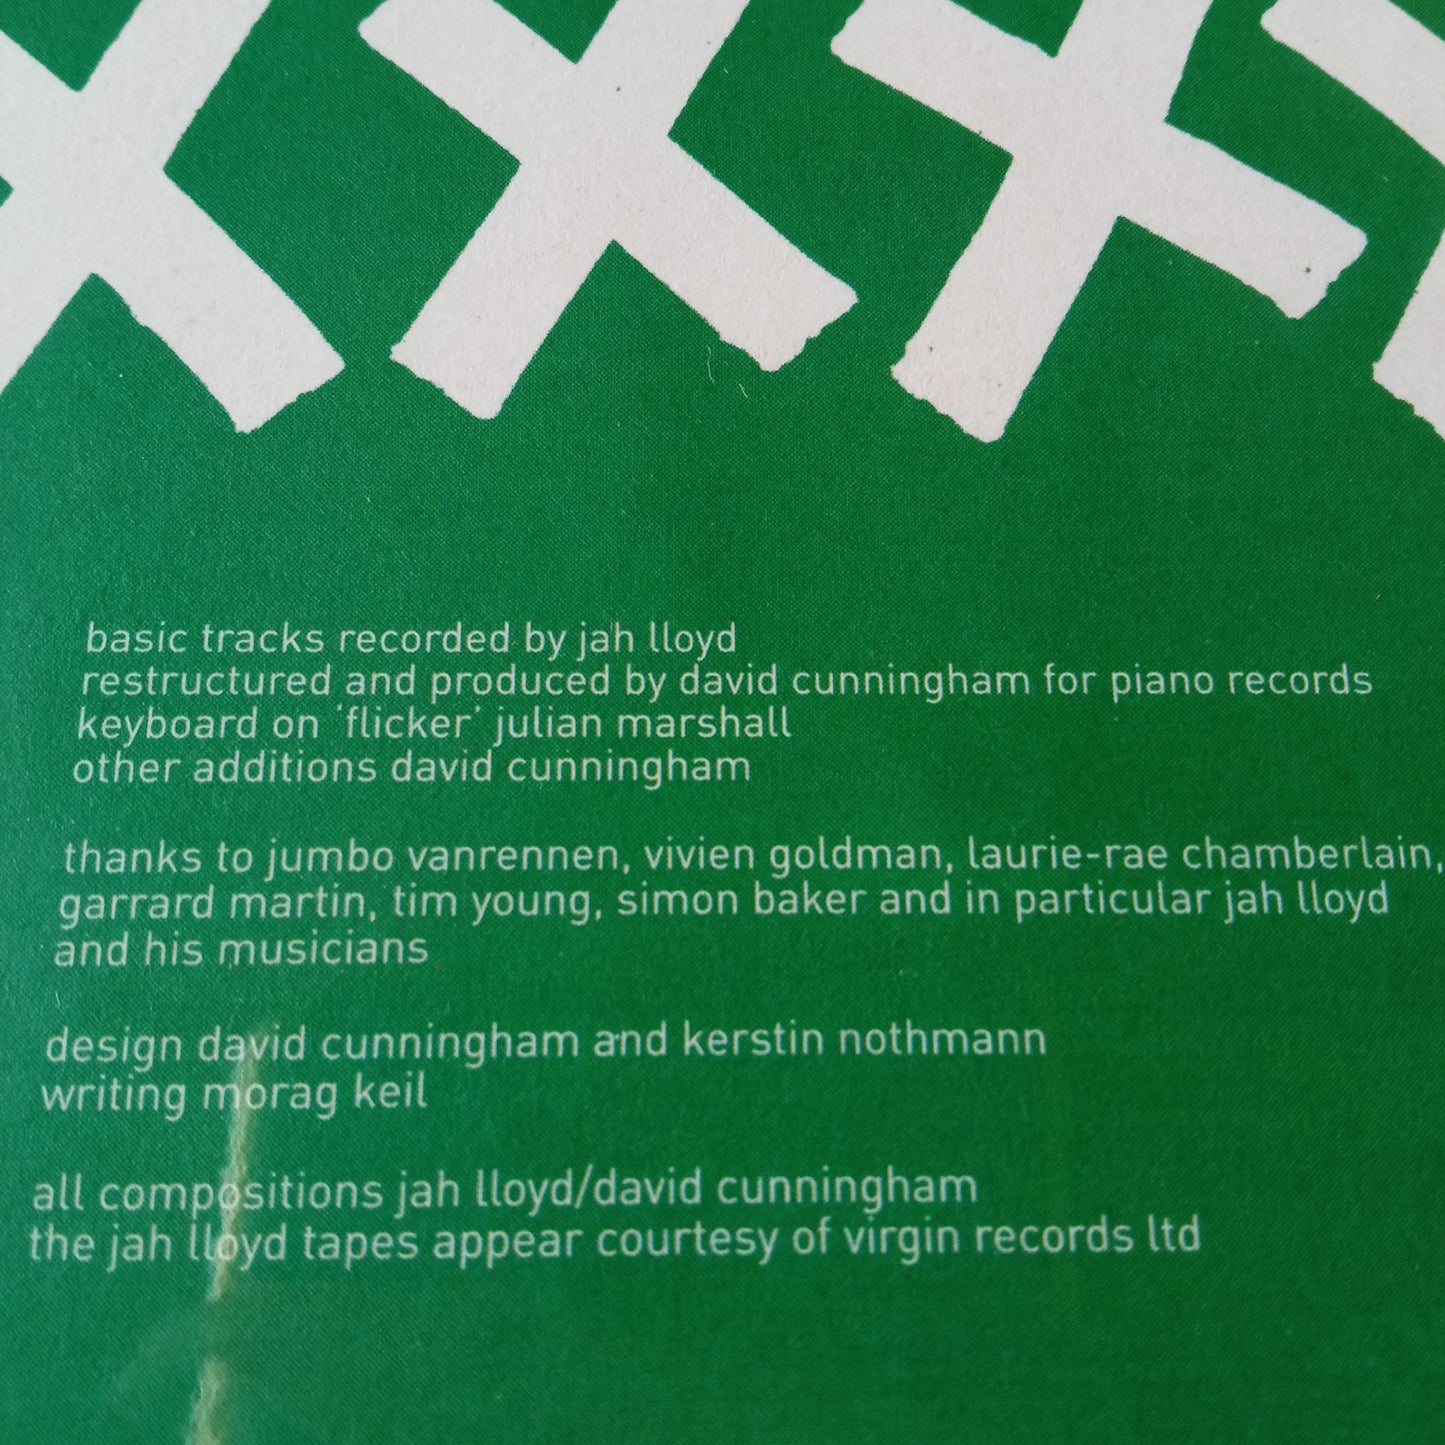 basic tracks recorded by jah lloyd
restructured and produced by david cunningham for piano records
keyboard on ‘flicker’ julian marshall
other additions david cunningham
thanks to jumbo vanrennen, vivien goldman, laurie-rae chamberlain,
garrard martin, tim young, simon baker and in particular jah lloyd
and his musicians
design david cunningham and kerstin nothmann
writing morag keil
all compositions jah lloyd/david cunningham
the jah lloyd tapes appear courtesy of virgin records ltd